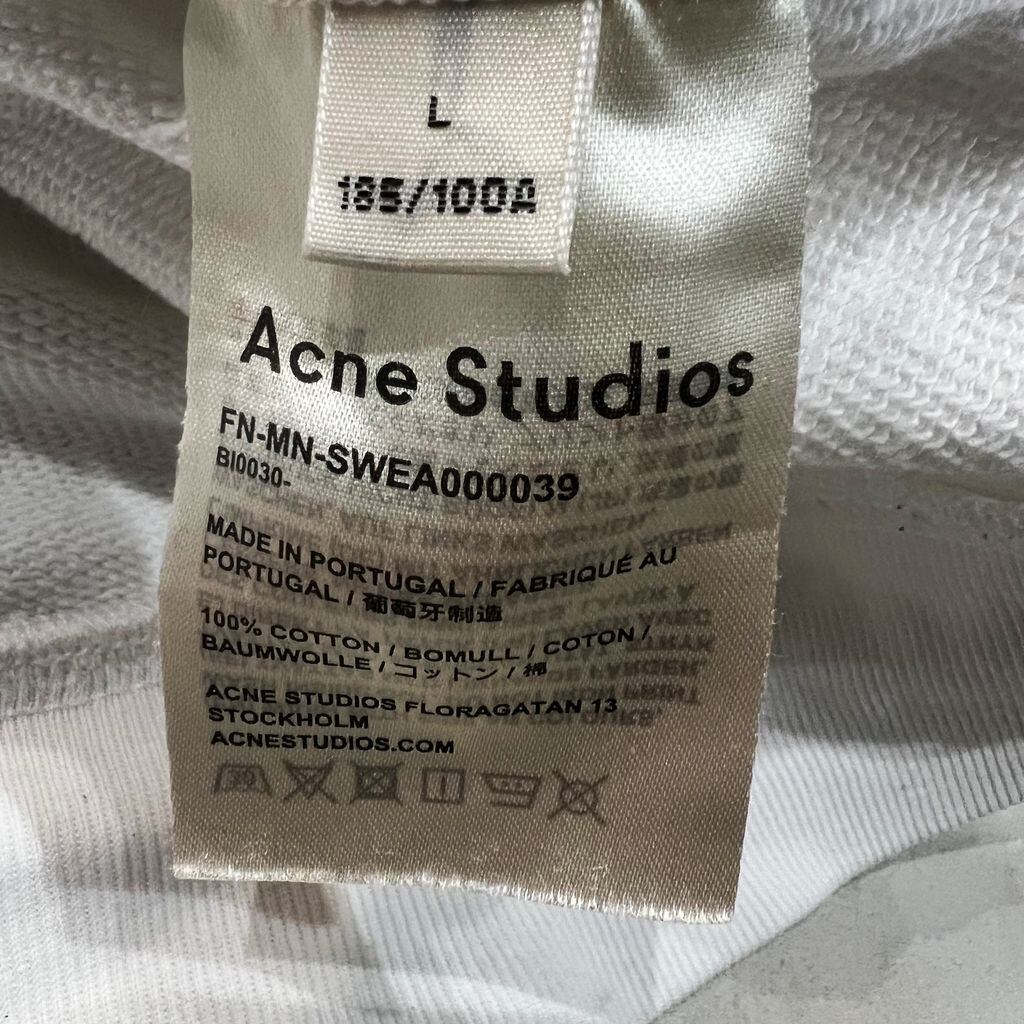 L
185/100A
Acne Studios
FN-MN-SWEA000039
BI0030-
MADE IN PORTUGAL / FABRIQUÉ AU
PORTUGAL / 葡萄牙制造
100% COTTON / BOMULL / COTON /
BAUMWOLLE / コットン / 棉
ACNE STUDIOS FLORAGATAN 13
STOCKHOLM
ACNESTUDIOS.COM